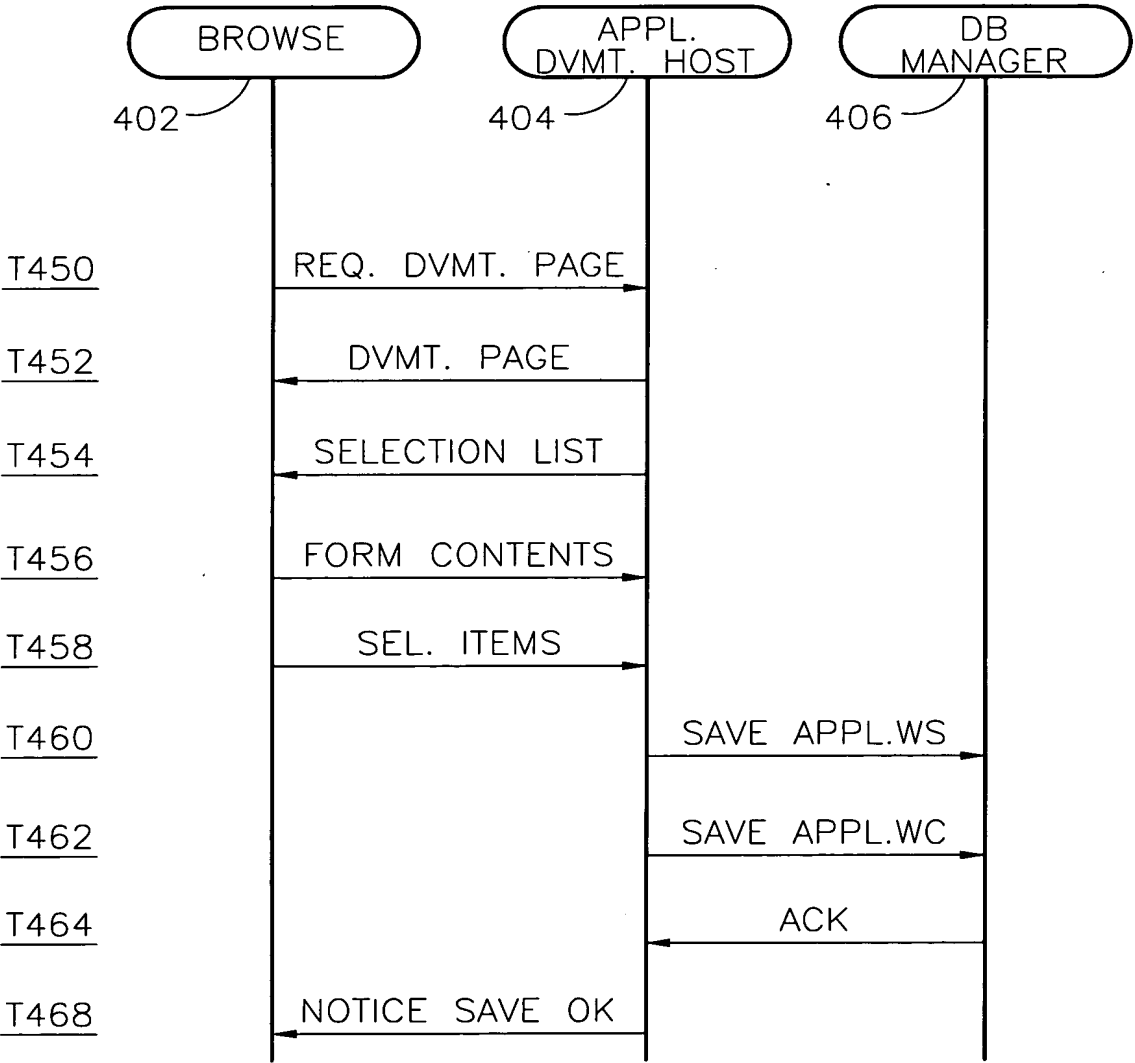 BROWSE
APPL.
DVMT. HOST
DB
MANAGER
402
404
406
T450 REQ. DVMT. PAGE
T452 DVMT. PAGE
T454 SELECTION LIST
T456 FORM CONTENTS
T458 SEL. ITEMS
T460 SAVE APPL.WS
T462 SAVE APPL.WC
T464 ACK
T468 NOTICE SAVE OK